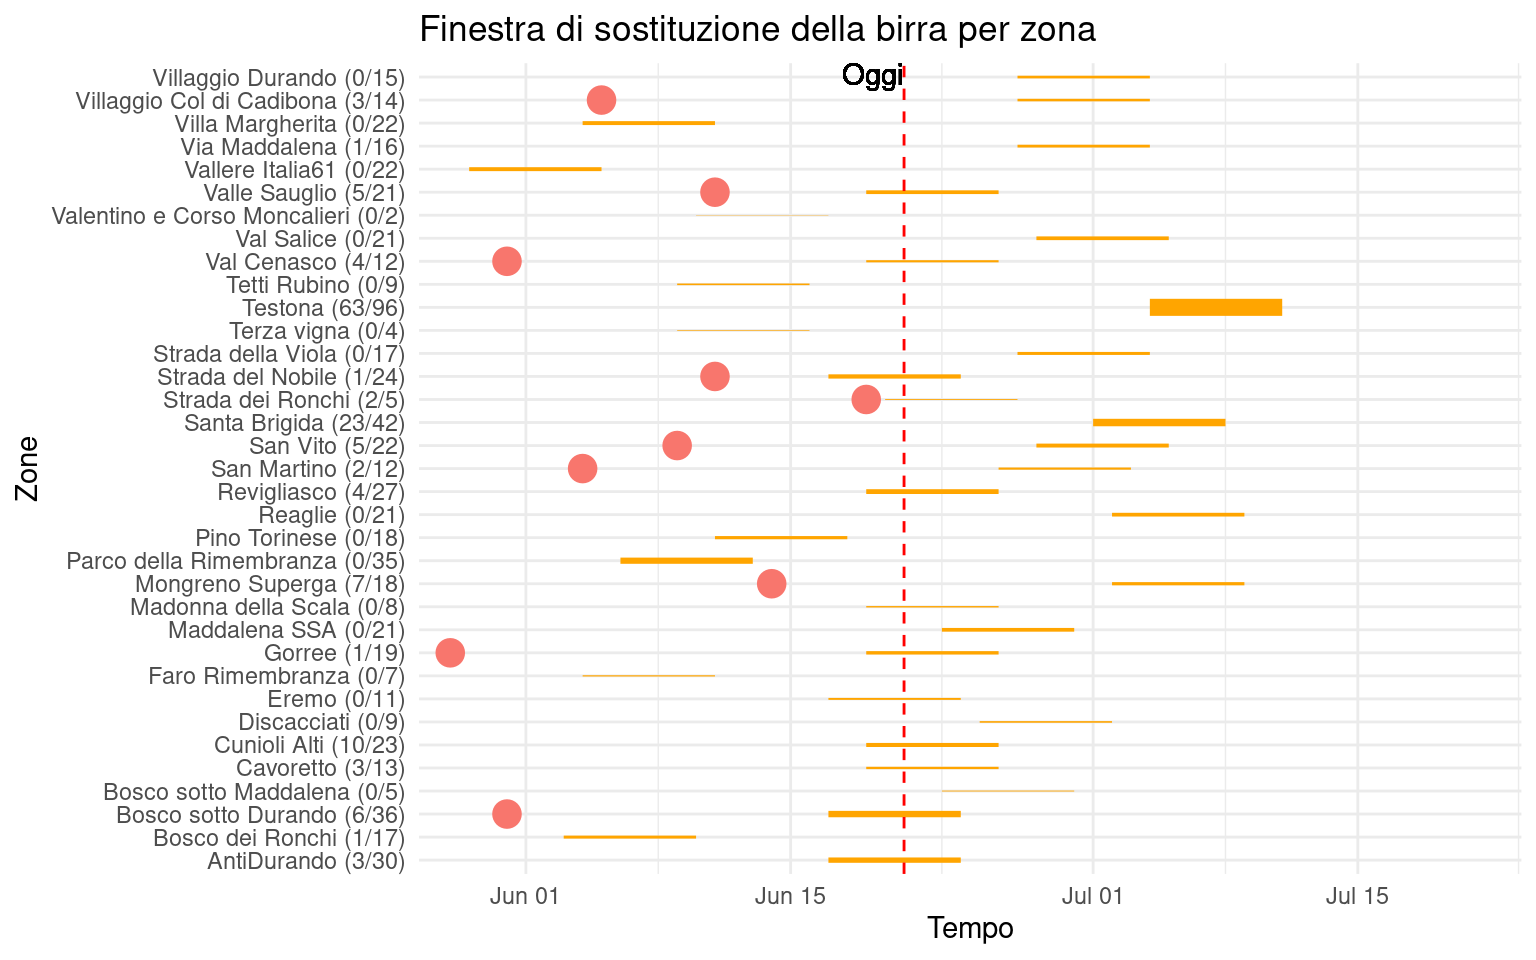 Finestra di sostituzione della birra per zona
Oggi
Villaggio Durando (0/15)
Villaggio Col di Cadibona (3/14)
Villa Margherita (0/22)
Via Maddalena (1/16)
Vallere Italia61 (0/22)
Valle Sauglio (5/21)
Valentino e Corso Moncalieri (0/2)
Val Salice (0/21)
Val Cenasco (4/12)
Tetti Rubino (0/9)
Testona (63/96)
Terza vigna (0/4)
Strada della Viola (0/17)
Strada del Nobile (1/24)
Strada dei Ronchi (2/5)
Santa Brigida (23/42)
San Vito (5/22)
San Martino (2/12)
Revigliasco (4/27)
Reaglie (0/21)
Pino Torinese (0/18)
Parco della Rimembranza (0/35)
Mongreno Superga (7/18)
Madonna della Scala (0/8)
Maddalena SSA (0/21)
Gorree (1/19)
Faro Rimembranza (0/7)
Eremo (0/11)
Discacciati (0/9)
Cunioli Alti (10/23)
Cavoretto (3/13)
Bosco sotto Maddalena (0/5)
Bosco sotto Durando (6/36)
Bosco dei Ronchi (1/17)
AntiDurando (3/30)
Zone
Jun 01 Jun 15 Jul 01 Jul 15
Tempo